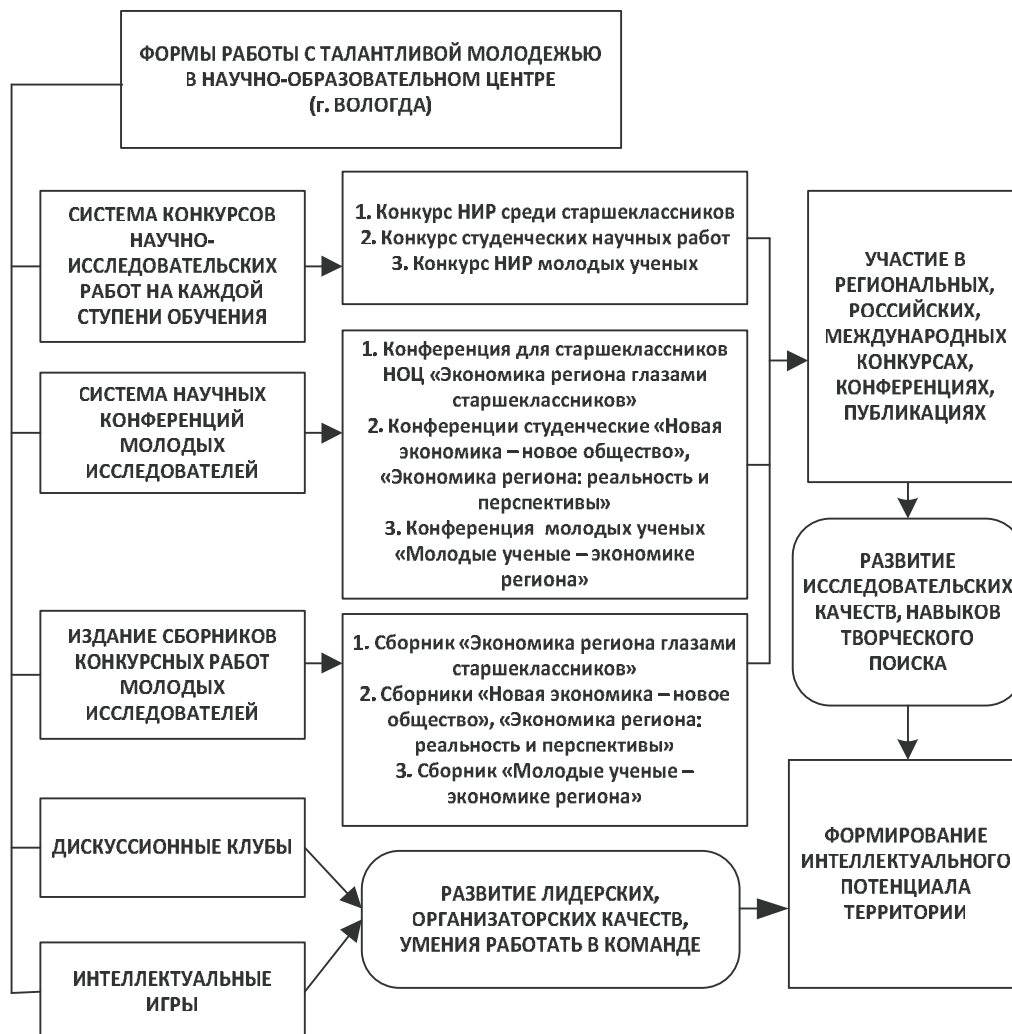 ФОРМЫ РАБОТЫ С ТАЛАНТЛИВОЙ МОЛОДЕЖЬЮ
В НАУЧНО-ОБРАЗОВАТЕЛЬНОМ ЦЕНТРЕ
(г. ВОЛОГДА)
СИСТЕМА КОНКУРСОВ
НАУЧНО-
ИССЛЕДОВАТЕЛЬСКИХ
РАБОТ НА КАЖДОЙ
СТУПЕНИ ОБУЧЕНИЯ
1. Конкурс НИР среди старшеклассников
2. Конкурс студенческих научных работ
3. Конкурс НИР молодых ученых
УЧАСТИЕ В
РЕГИОНАЛЬНЫХ,
РОССИЙСКИХ,
МЕЖДУНАРОДНЫХ
КОНКУРСАХ,
КОНФЕРЕНЦИЯХ,
ПУБЛИКАЦИЯХ
СИСТЕМА НАУЧНЫХ
КОНФЕРЕНЦИЙ
МОЛОДЫХ
ИССЛЕДОВАТЕЛЕЙ
1. Конференция для старшеклассников
НОЦ «Экономика региона глазами
старшеклассников»
2. Конференции студенческие «Новая
экономика – новое общество»,
«Экономика региона: реальность и
перспективы»
3. Конференция молодых ученых
«Молодые ученые – экономике
региона»
РАЗВИТИЕ
ИССЛЕДОВАТЕЛЬСКИХ
КАЧЕСТВ, НАВЫКОВ
ТВОРЧЕСКОГО
ПОИСКА
ИЗДАНИЕ СБОРНИКОВ
КОНКУРСНЫХ РАБОТ
МОЛОДЫХ
ИССЛЕДОВАТЕЛЕЙ
1. Сборник «Экономика региона глазами
старшеклассников»
2. Сборники «Новая экономика – новое
общество», «Экономика региона:
реальность и перспективы»
3. Сборник «Молодые ученые –
экономике региона»
ДИСКУССИОННЫЕ КЛУБЫ
РАЗВИТИЕ ЛИДЕРСКИХ,
ОРГАНИЗАТОРСКИХ КАЧЕСТВ,
УМЕНИЯ РАБОТАТЬ В КОМАНДЕ
ФОРМИРОВАНИЕ
ИНТЕЛЛЕКТУАЛЬНОГО
ПОТЕНЦИАЛА
ТЕРРИТОРИИ
ИНТЕЛЛЕКТУАЛЬНЫЕ
ИГРЫ